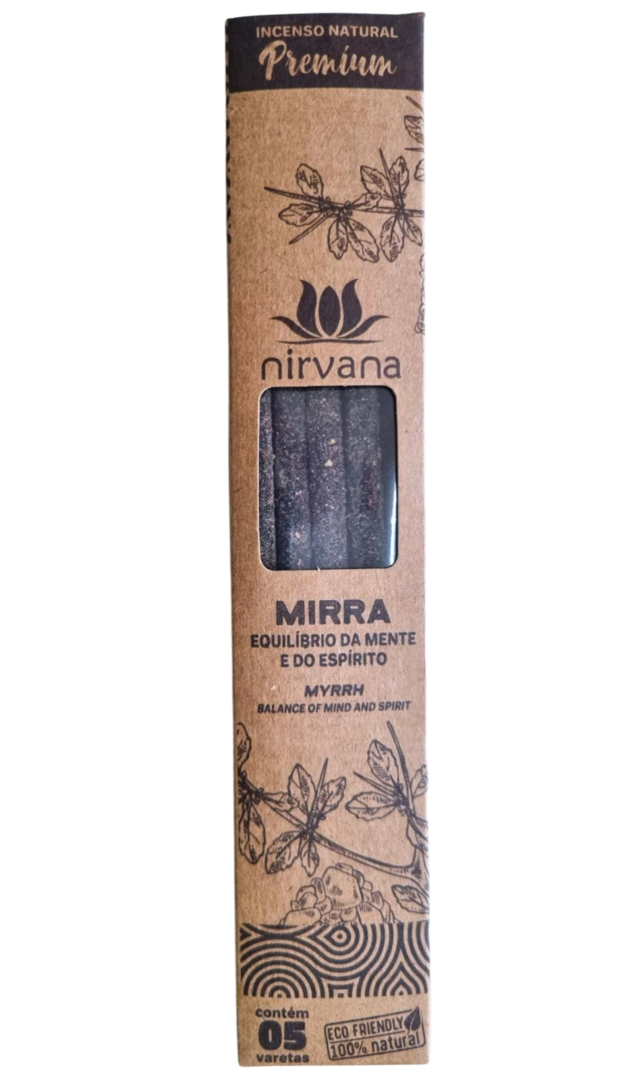 INCENSO NATURAL
Premium
nirvana
MIRRA
EQUILÍBRIO DA MENTE
E DO ESPÍRITO
MYRRH
BALANCE OF MIND AND SPIRIT
contém
05
varetas
ECO FRIENDLY
100% natural